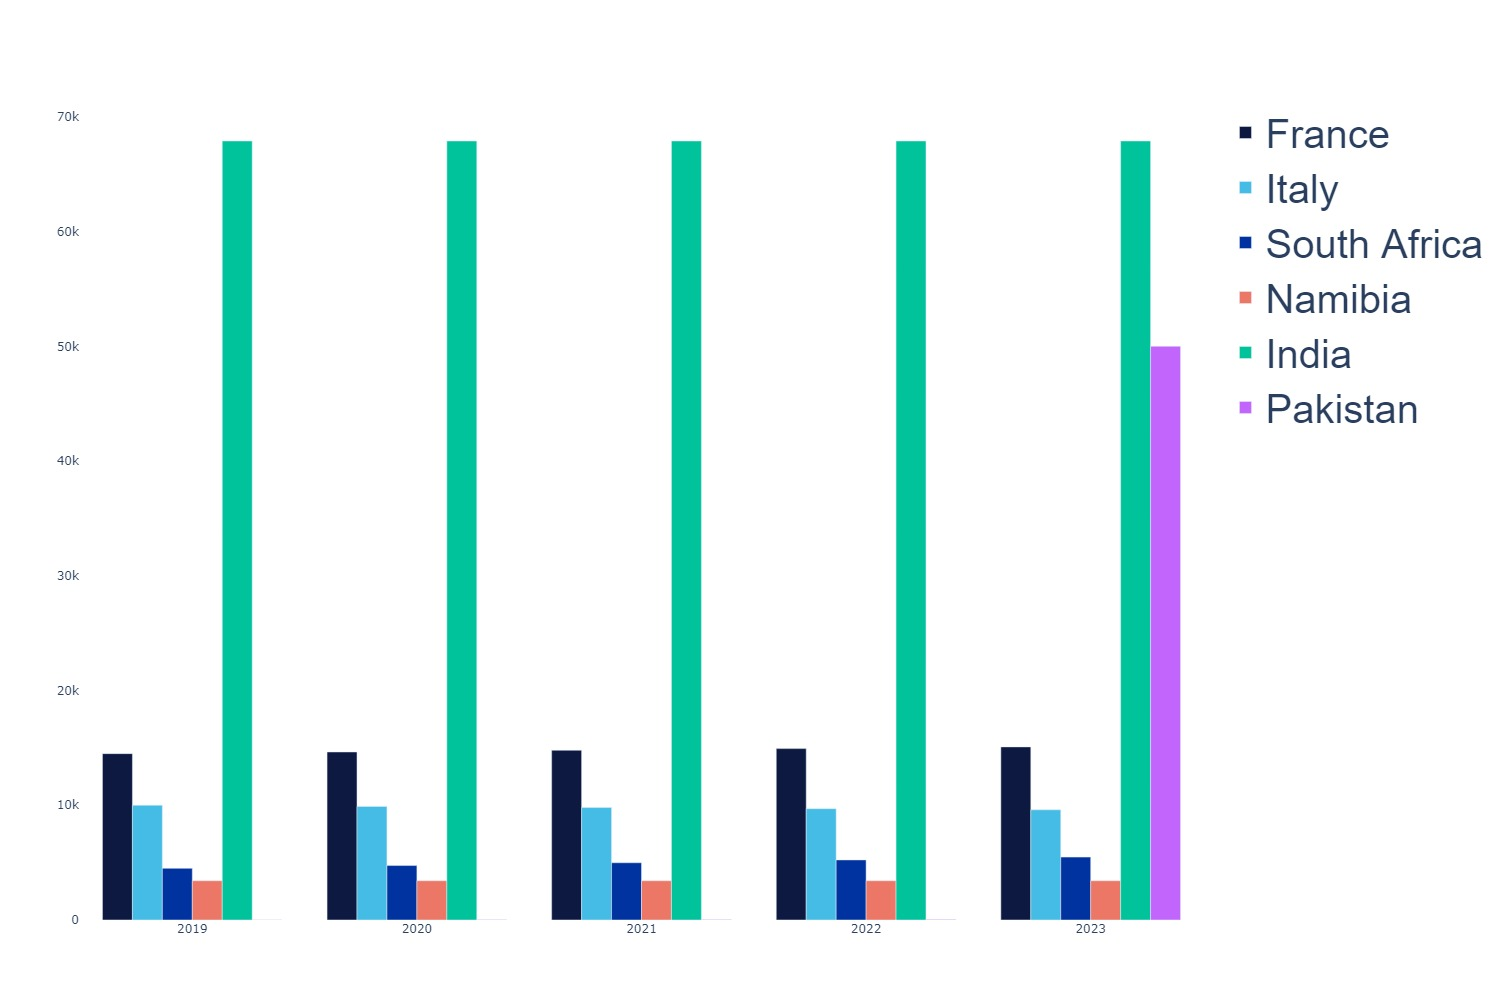 70k
60k
50k
40k
30k
20k
10k
0
2019
2020
2021
2022
2023
France
Italy
South Africa
Namibia
India
Pakistan